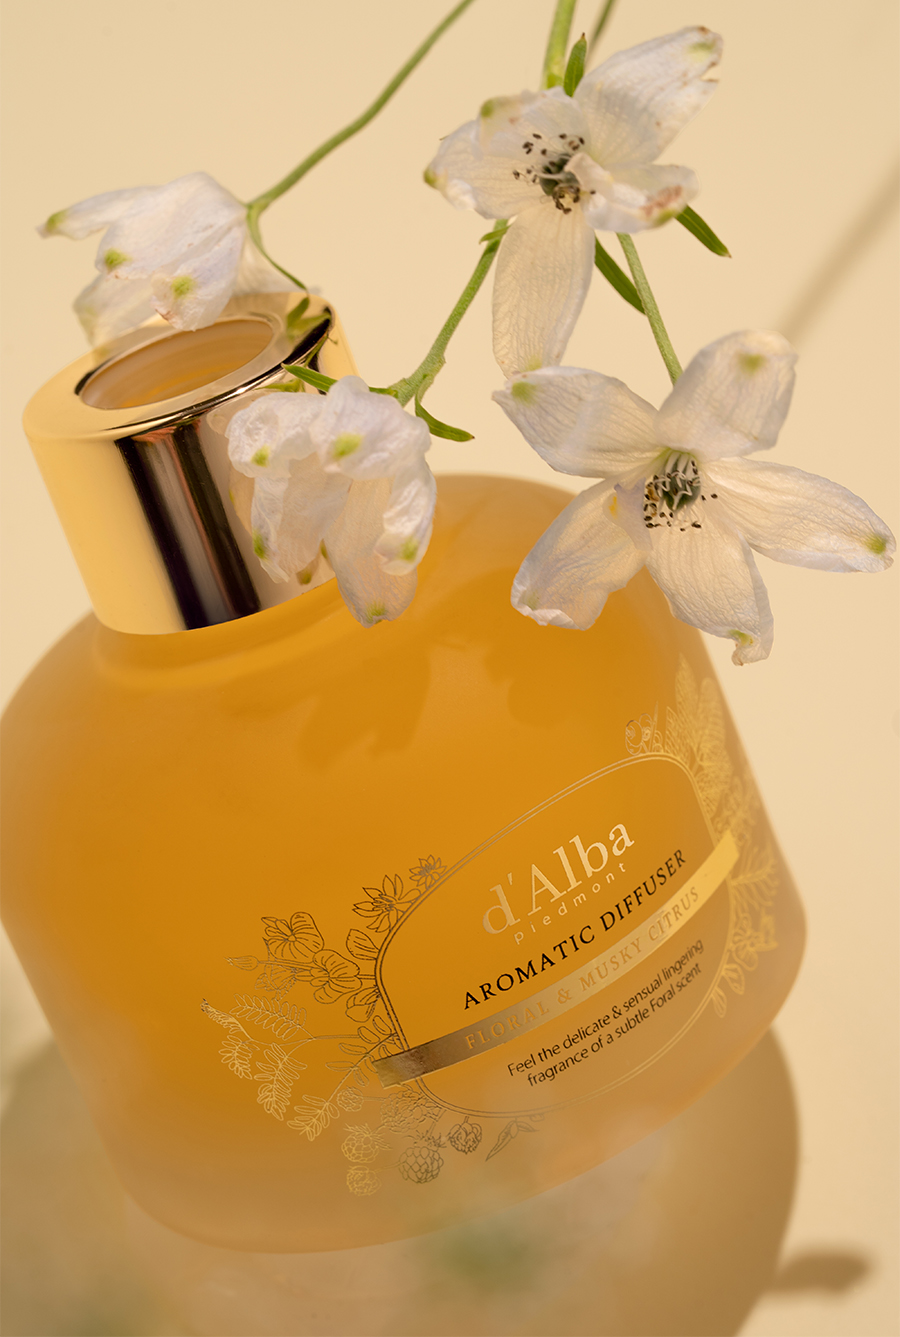 d'Alba
piedmont
AROMATIC DIFFUSER
FLORAL & MUSKY CITRUS
Feel the delicate & sensual lingering
fragrance of a subtle Foral scent